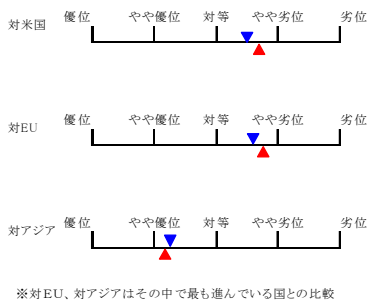 優位 やや優位 対等 やや劣位 劣位
対米国
優位 やや優位 対等 やや劣位 劣位
対EU
優位 やや優位 対等 やや劣位 劣位
対アジア
※対EU、対アジアはその中で最も進んでいる国との比較